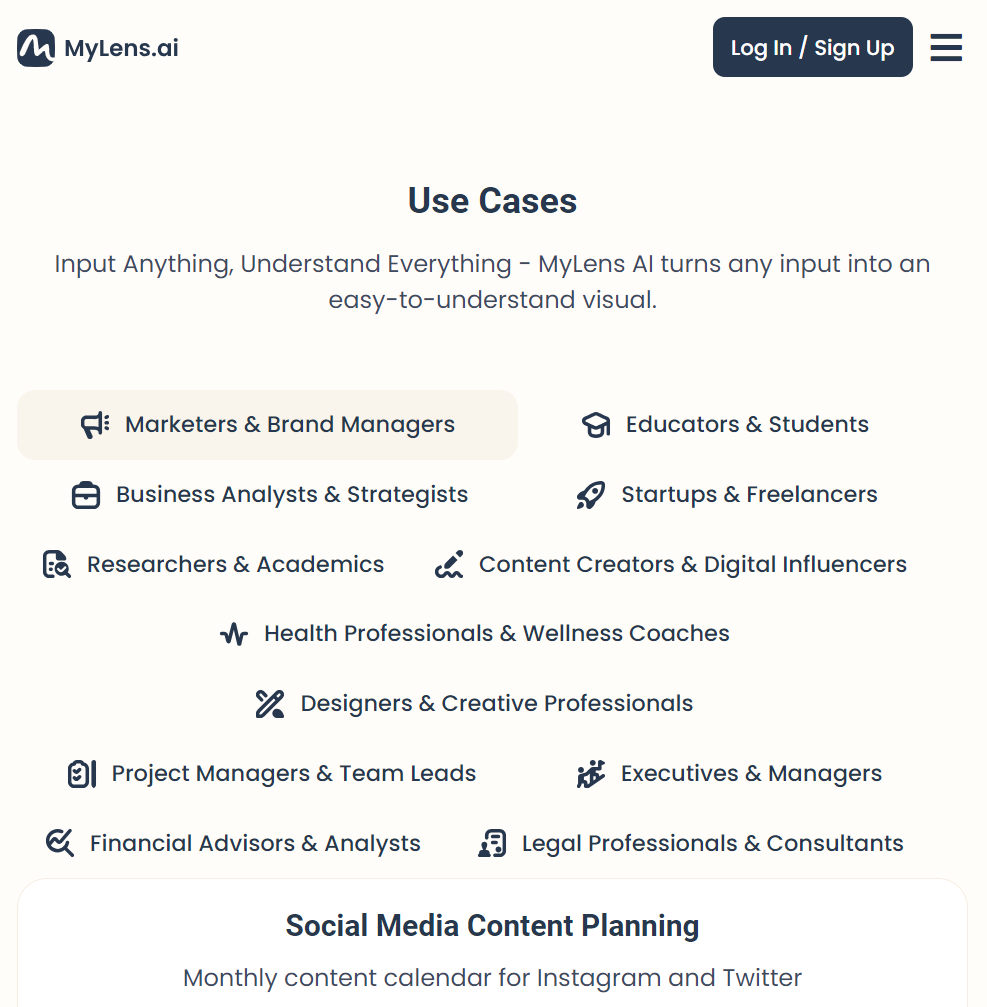 MyLens.ai
Log In / Sign Up
Use Cases
Input Anything, Understand Everything - MyLens AI turns any input into an
easy-to-understand visual.
Marketers & Brand Managers
Educators & Students
Business Analysts & Strategists
Startups & Freelancers
Researchers & Academics
Content Creators & Digital Influencers
Health Professionals & Wellness Coaches
Designers & Creative Professionals
Project Managers & Team Leads
Executives & Managers
Financial Advisors & Analysts
Legal Professionals & Consultants
Social Media Content Planning
Monthly content calendar for Instagram and Twitter